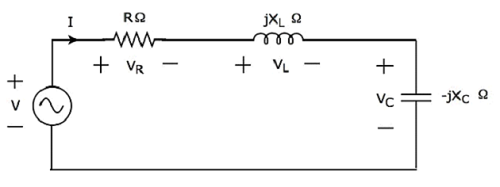 I RΩ jX_L Ω
+ V_R − + V_L − +
+ V − V_C −jX_C Ω
−